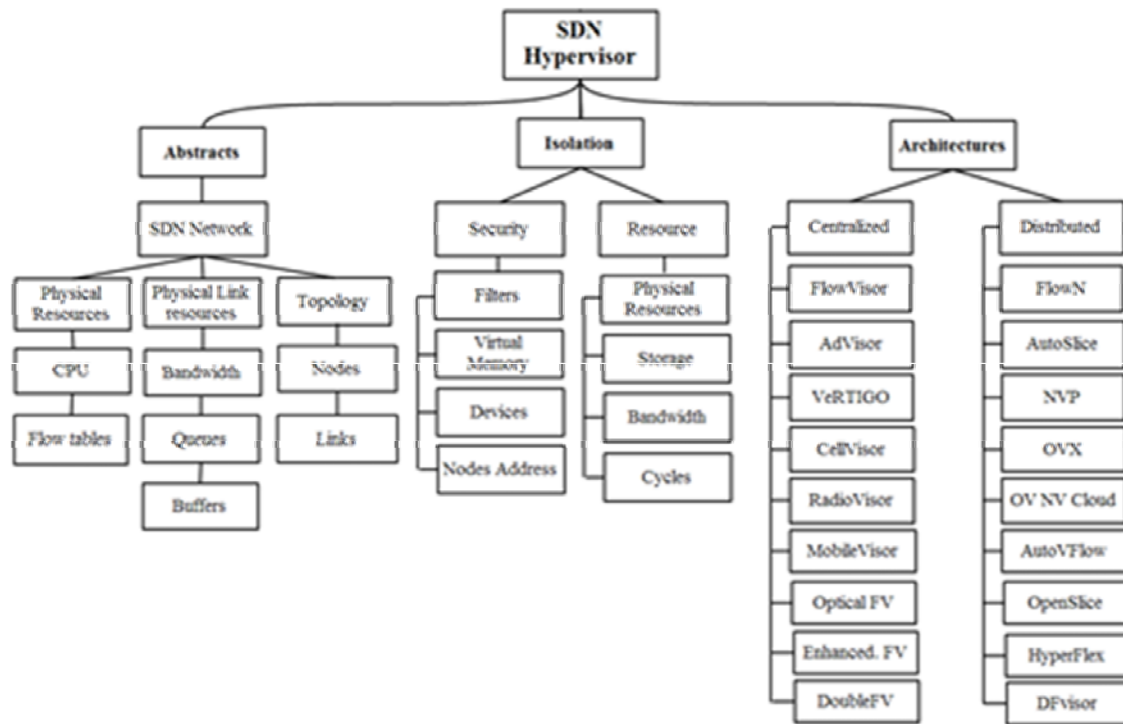 SDN
Hypervisor
Abstracts
Isolation
Architectures
SDN Network
Security
Resource
Centralized
Distributed
Physical
Resources
Physical Link
resources
Topology
Filters
Physical
Resources
FlowVisor
FlowN
CPU
Bandwidth
Nodes
Virtual
Memory
Storage
AdVisor
AutoSlice
Flow tables
Queues
Links
Devices
Bandwidth
VeRTIGO
NVP
Buffers
Nodes Address
Cycles
CellVisor
OVX
RadioVisor
OV NV Cloud
MobileVisor
AutoVFlow
Optical FV
OpenSlice
Enhanced. FV
HyperFlex
DoubleFV
DFvisor